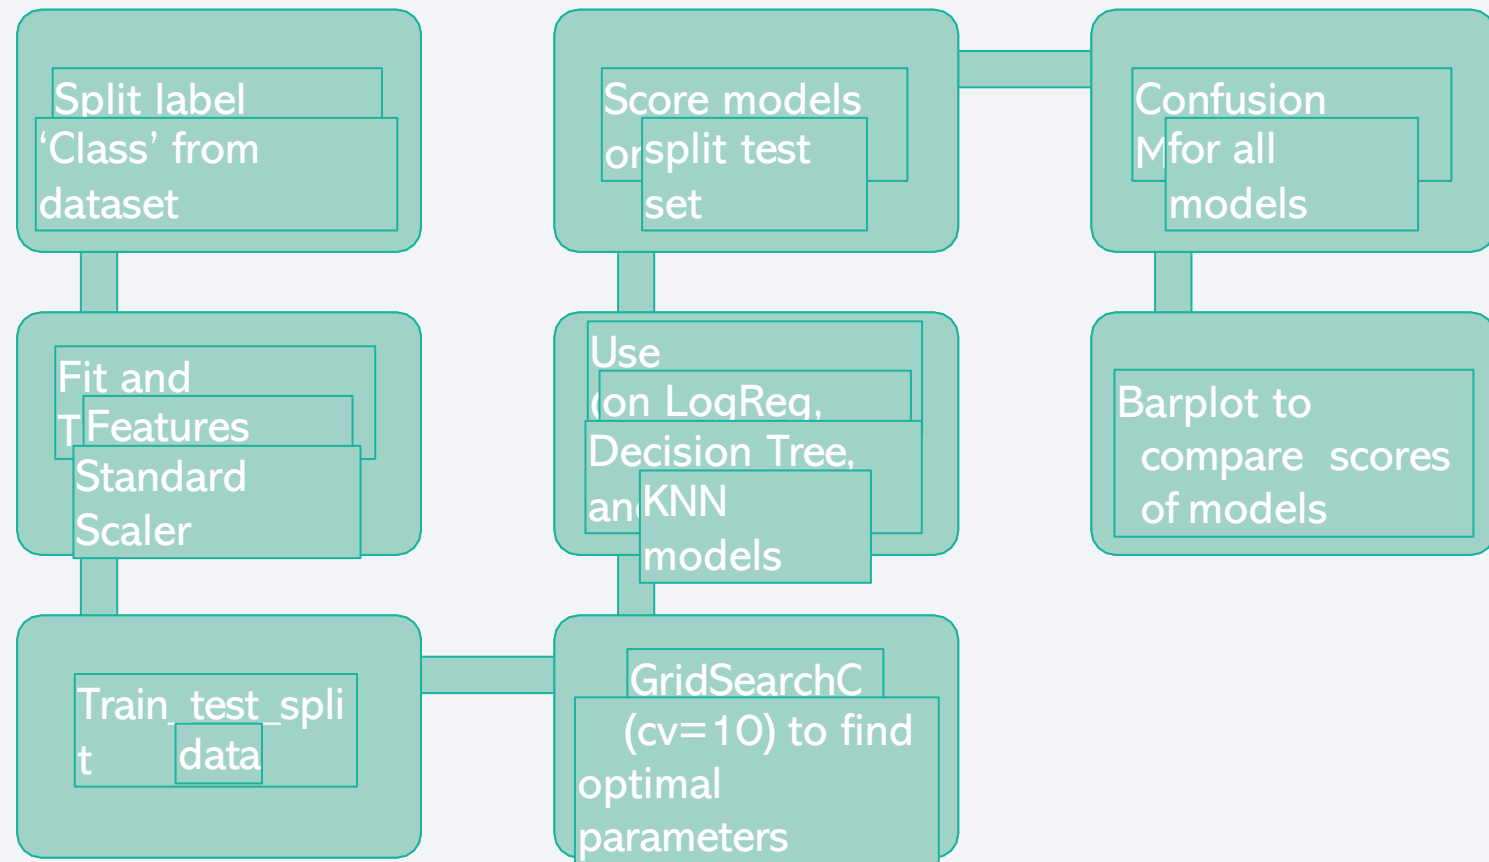 Split label
‘Class’ from
dataset
Fit and
T
Features
Standard
Scaler
Train_test_spli
t data
GridSearchC
(cv=10) to find
optimal
parameters
Use
(on LogReg,
Decision Tree,
and
KNN
models
Score models
on
split test
set
Confusion
M
for all
models
Barplot to
compare scores
of models